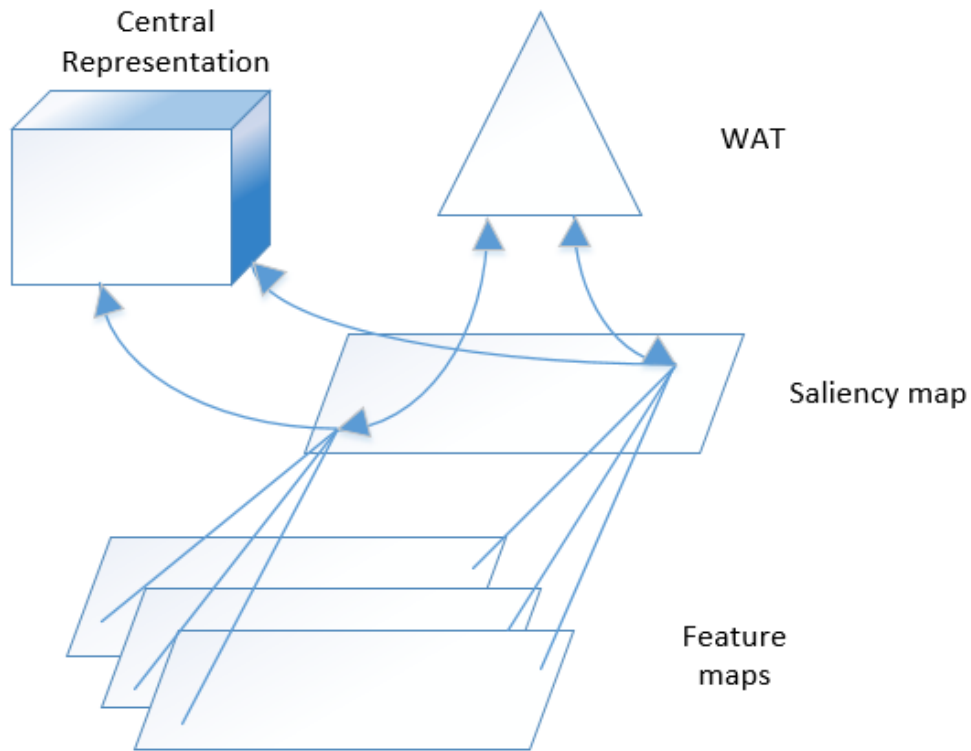 Central
Representation
WAT
Saliency map
Feature
maps